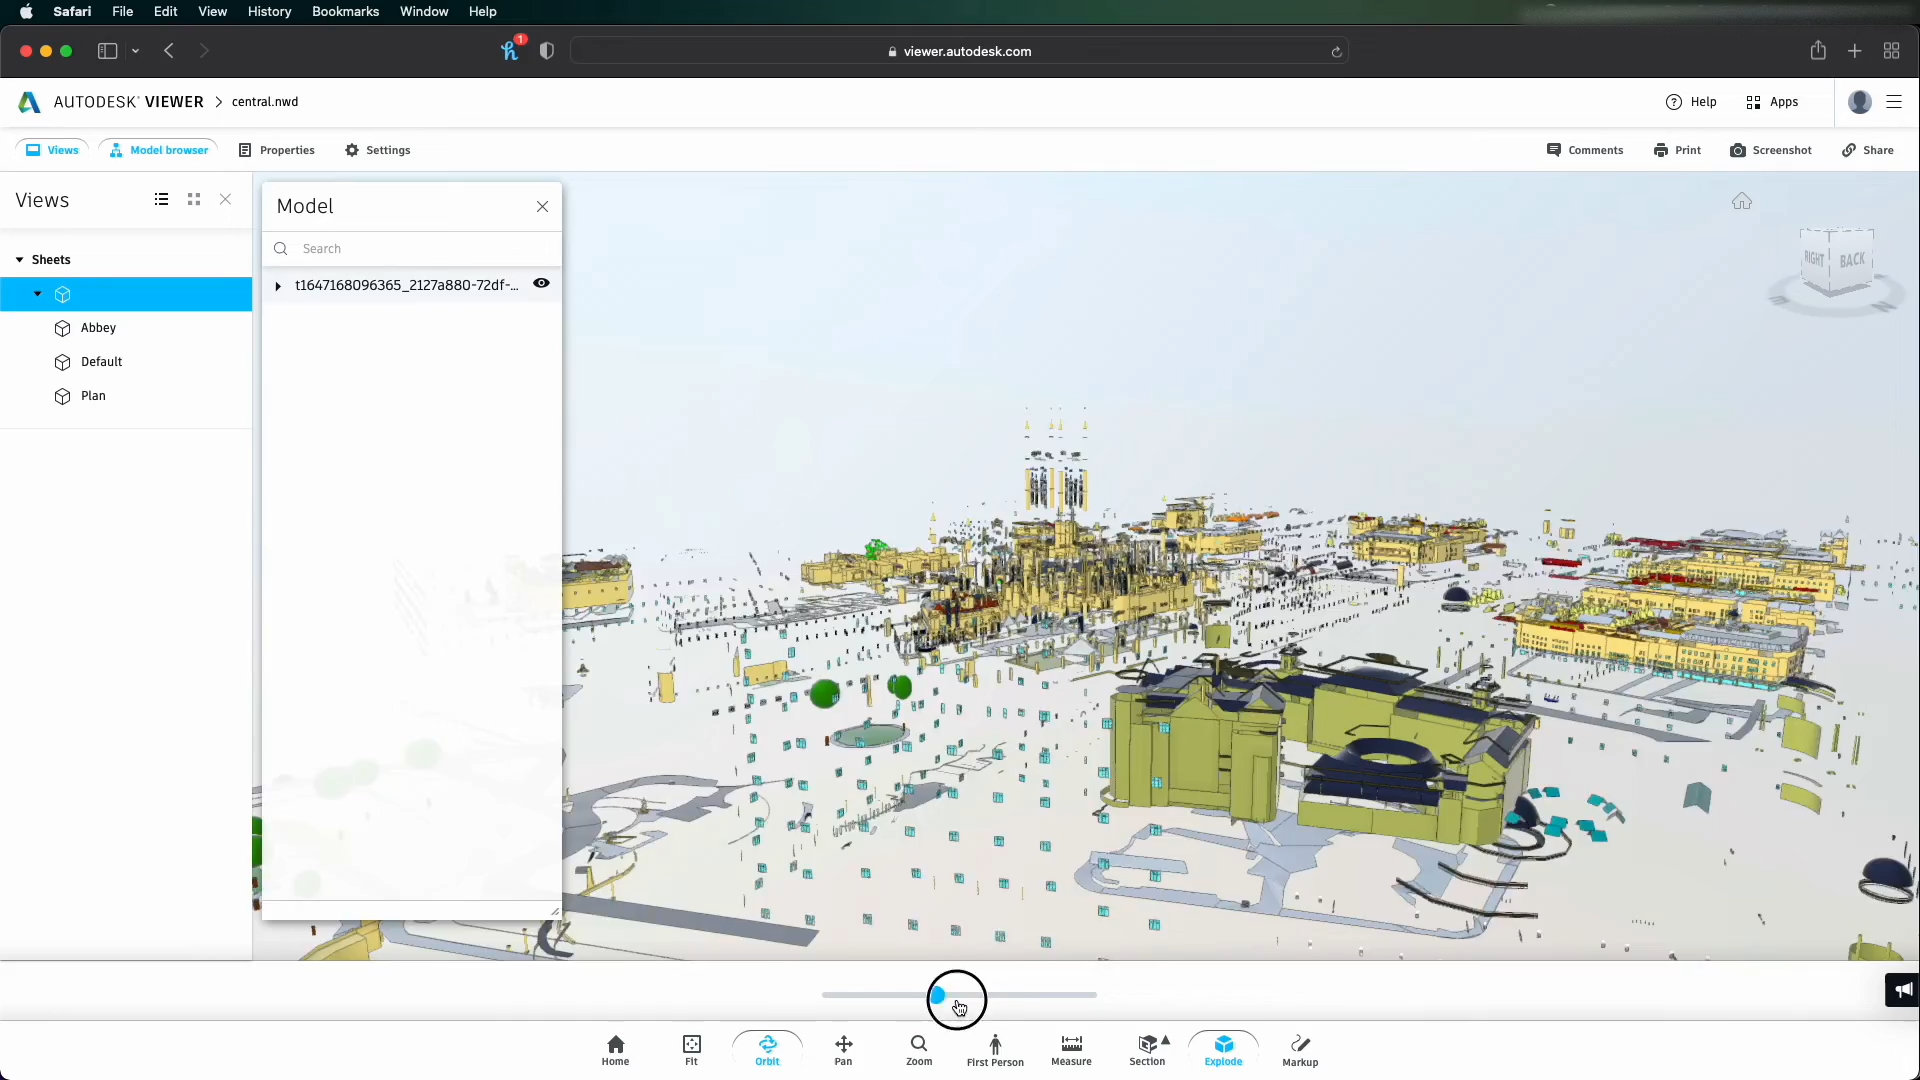 Safari File Edit View History Bookmarks Window Help
1
viewer.autodesk.com
AUTODESK VIEWER > central.nwd
Help Apps
Views Model browser Properties Settings
Comments Print Screenshot Share
Views
Model
Search
Sheets
t1647168096365_2127a880-72df-...
Abbey
Default
Plan
RIGHT BACK
Home Fit Orbit Pan Zoom First Person Measure Section Explode Markup